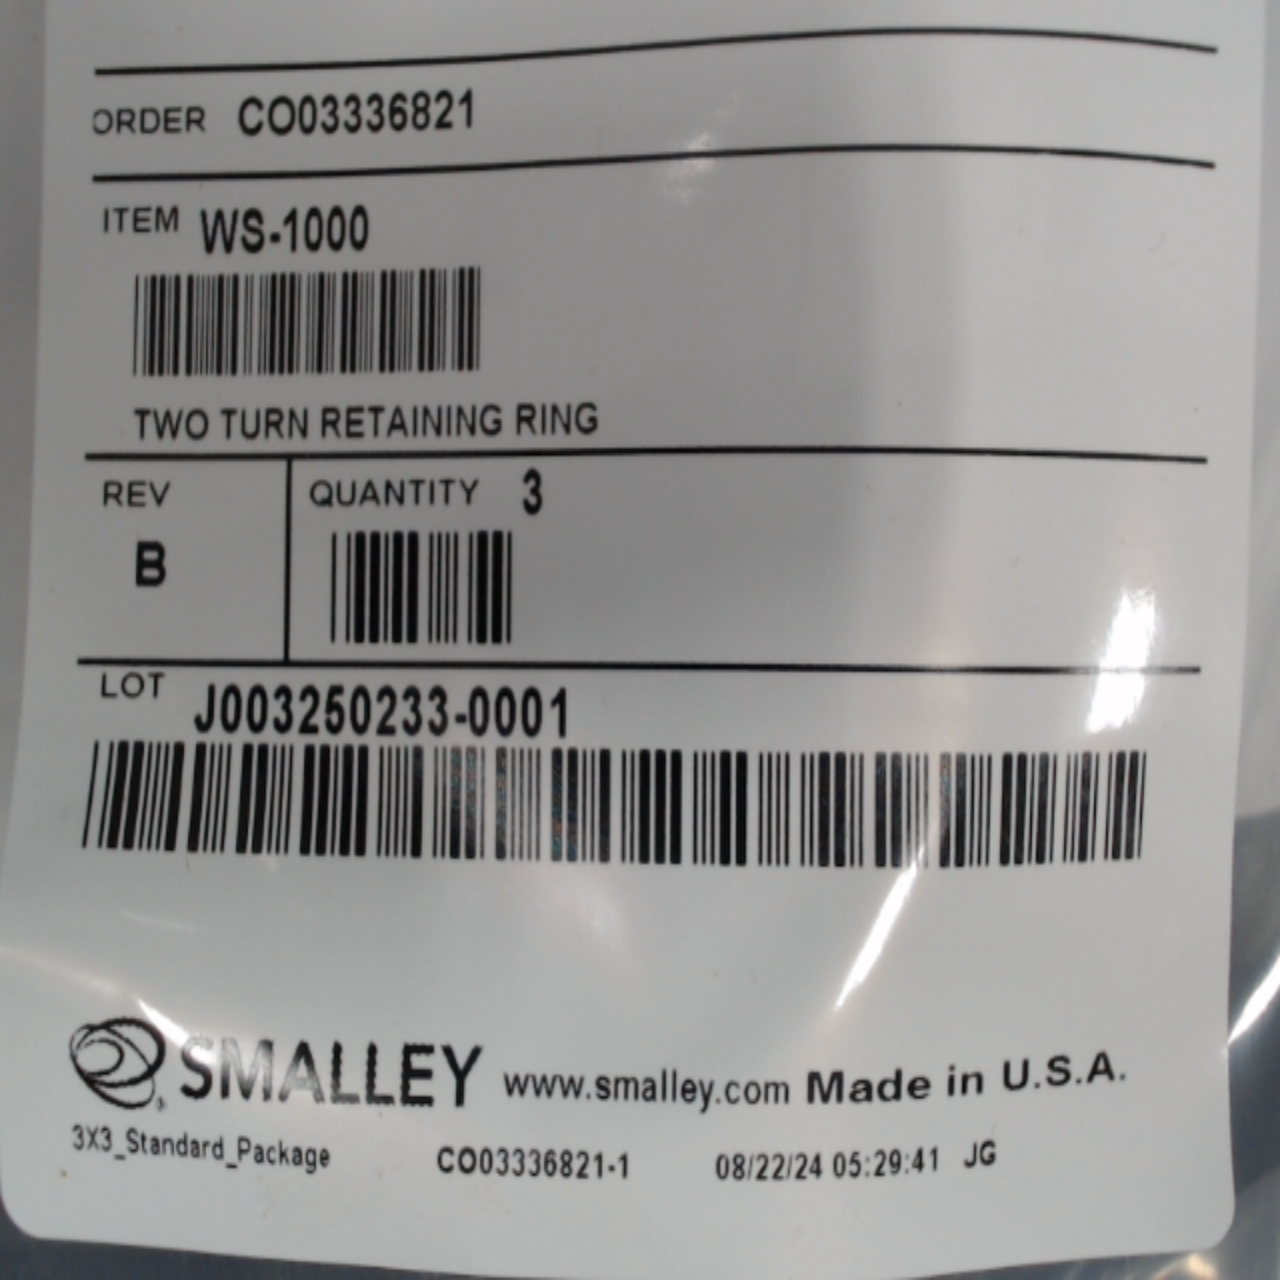 ORDER CO03336821
ITEM WS-1000
TWO TURN RETAINING RING
REV QUANTITY 3
B
LOT J003250233-0001
SMALLEY www.smalley.com Made in U.S.A.
3X3_Standard_Package CO03336821-1 08/22/24 05:29:41 JG